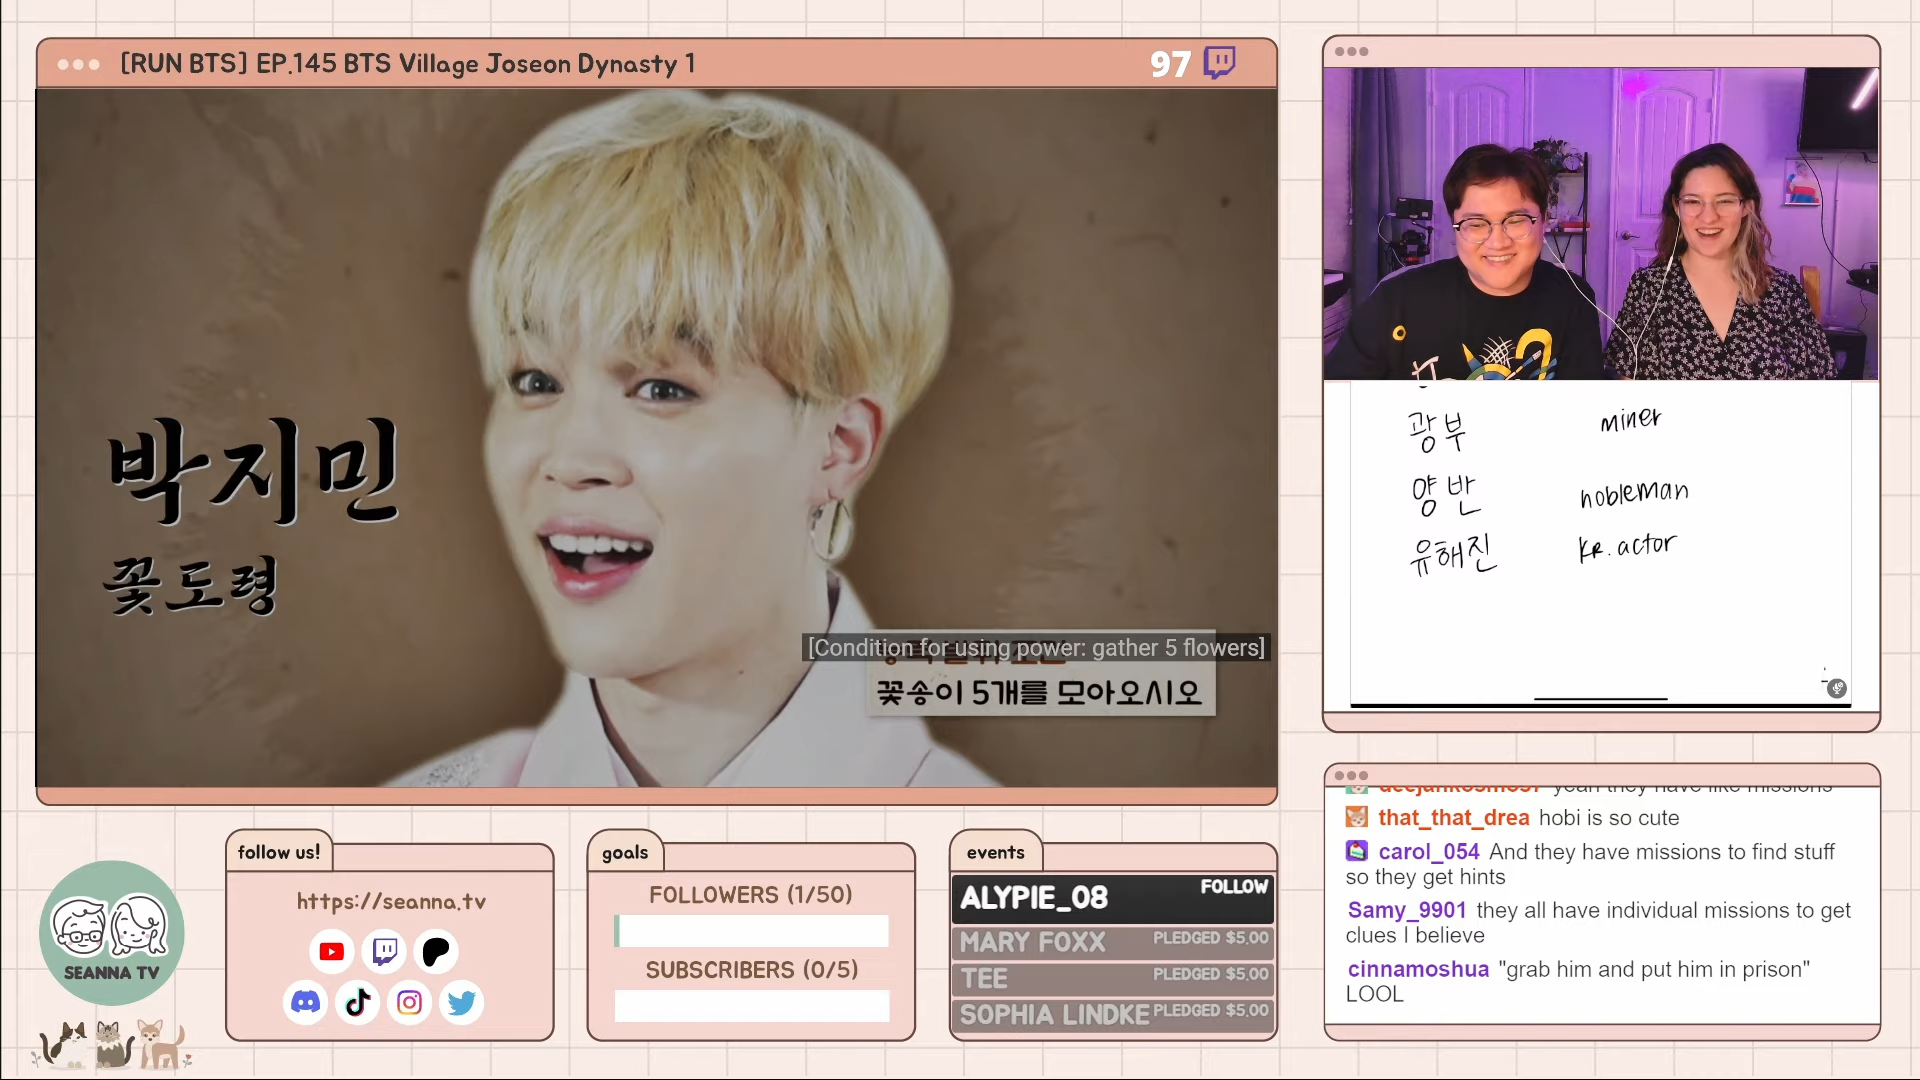 [RUN BTS] EP.145 BTS Village Joseon Dynasty 1
97
박지민
꽃도령
[Condition for using power: gather 5 flowers]
꽃송이 5개를 모아오시오
광부 miner
양반 nobleman
유해진 KR. actor
yeah they have like missions
that_that_drea hobi is so cute
carol_054 And they have missions to find stuff
so they get hints
Samy_9901 they all have individual missions to get
clues I believe
cinnamoshua "grab him and put him in prison"
LOOL
SEANNA TV
follow us!
https://seanna.tv
goals
FOLLOWERS (1/50)
SUBSCRIBERS (0/5)
events
ALYPIE_08 FOLLOW
MARY FOXX PLEDGED $5.00
TEE PLEDGED $5.00
SOPHIA LINDKE PLEDGED $5.00